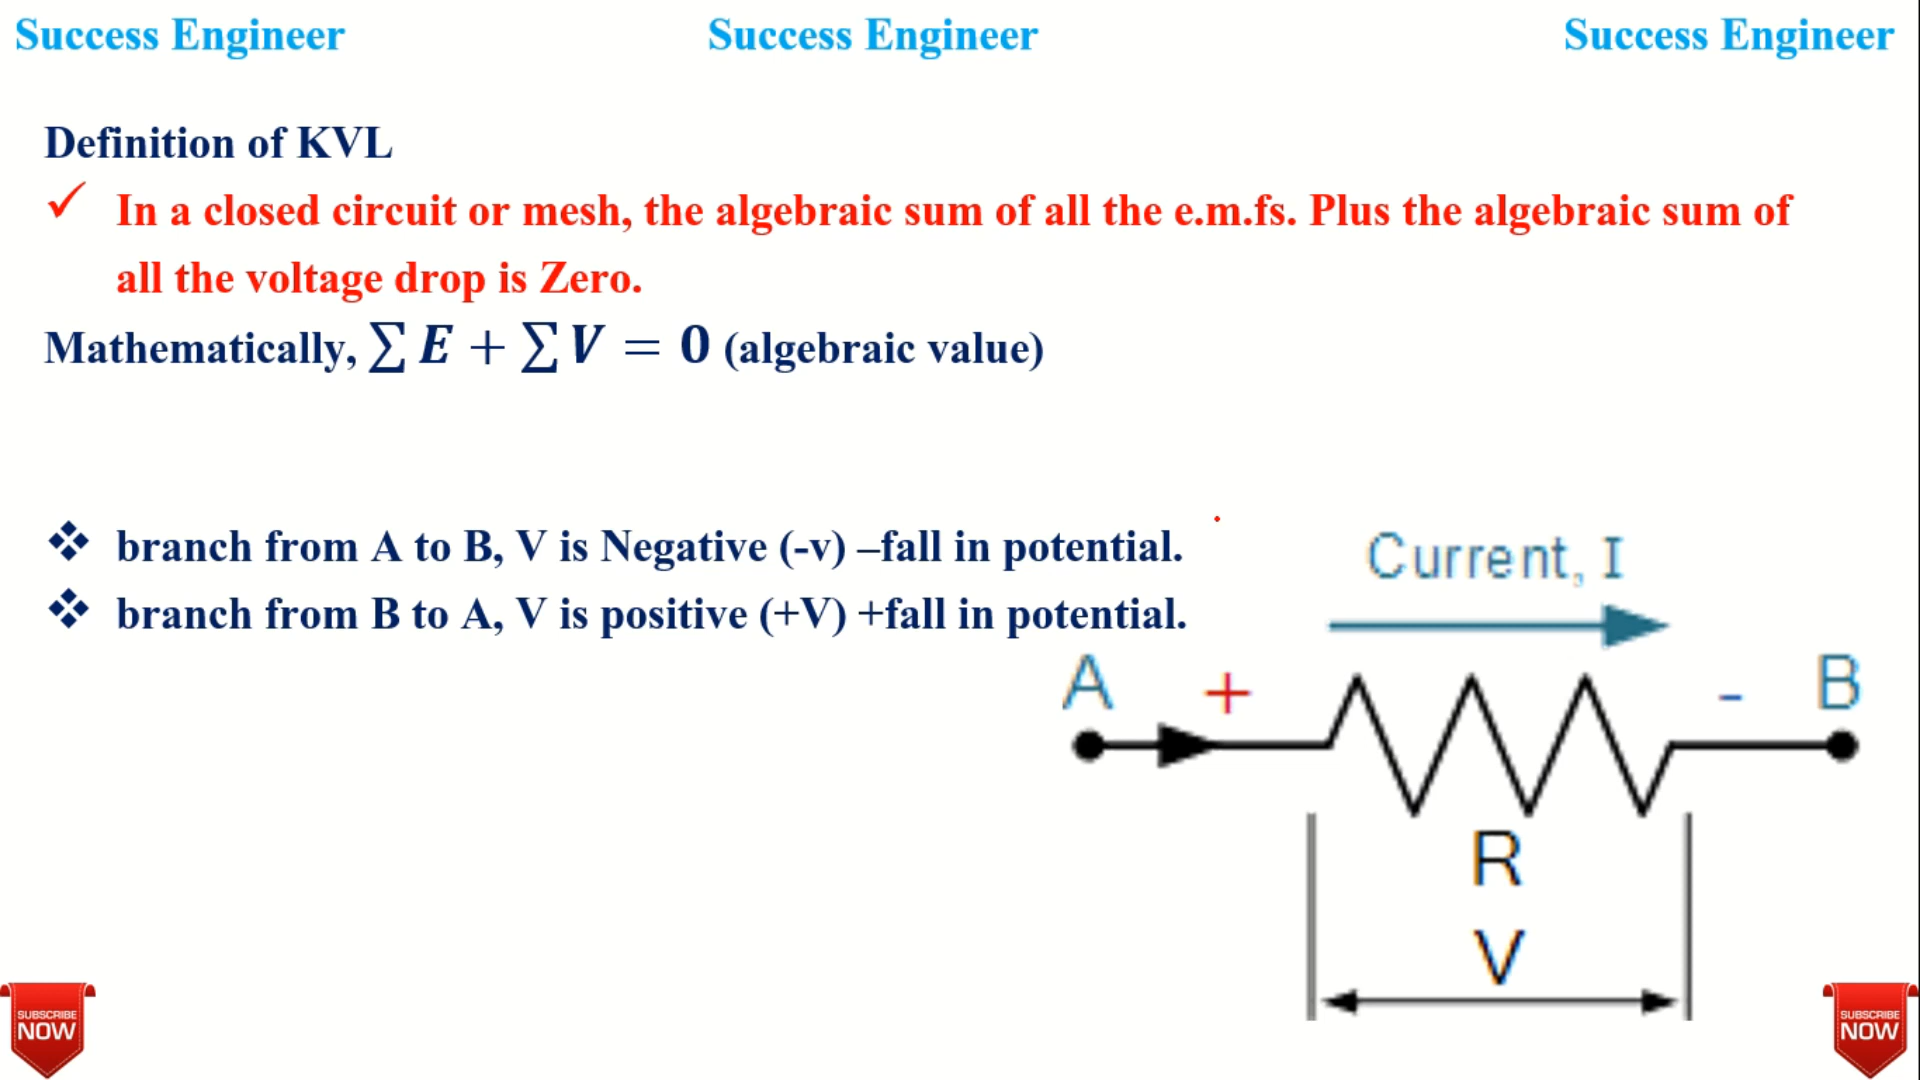 Success Engineer Success Engineer Success Engineer
Definition of KVL
✓ In a closed circuit or mesh, the algebraic sum of all the e.m.fs. Plus the algebraic sum of
all the voltage drop is Zero.
Mathematically, ∑ E + ∑ V = 0 (algebraic value)
❖ branch from A to B, V is Negative (-v) –fall in potential.
❖ branch from B to A, V is positive (+V) +fall in potential.
Current, I
A + - B
R
V
SUBSCRIBE
NOW
SUBSCRIBE
NOW